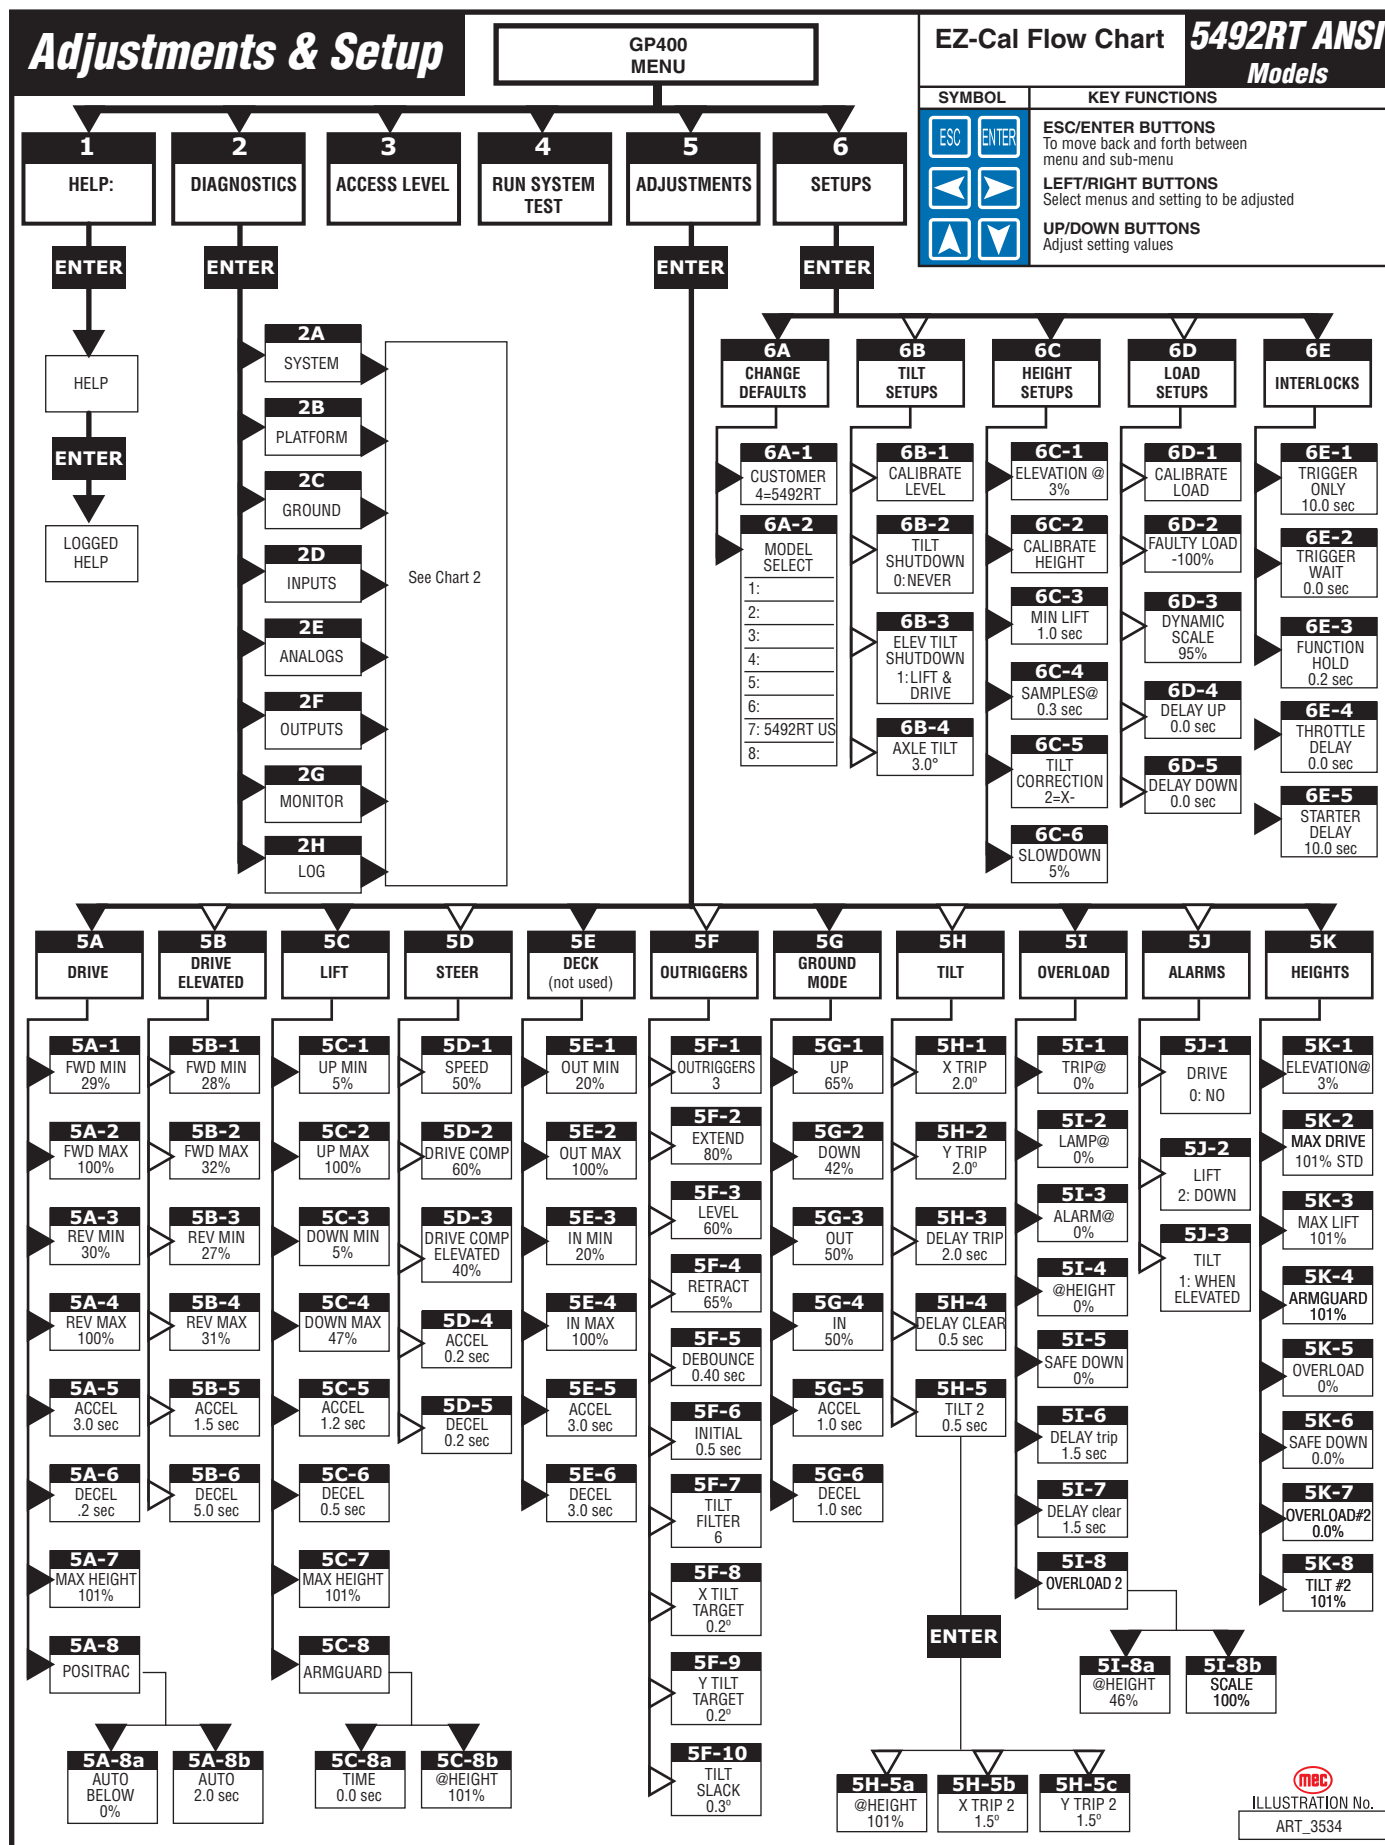 Adjustments & Setup
GP400
MENU
EZ-Cal Flow Chart
5492RT ANSI
Models
SYMBOL
KEY FUNCTIONS
ESC
ENTER
ESC/ENTER BUTTONS
To move back and forth between
menu and sub-menu
LEFT/RIGHT BUTTONS
Select menus and setting to be adjusted
UP/DOWN BUTTONS
Adjust setting values
1
HELP:
2
DIAGNOSTICS
3
ACCESS LEVEL
4
RUN SYSTEM
TEST
5
ADJUSTMENTS
6
SETUPS
ENTER
ENTER
ENTER
ENTER
HELP
ENTER
LOGGED
HELP
2A
SYSTEM
2B
PLATFORM
2C
GROUND
2D
INPUTS
2E
ANALOGS
2F
OUTPUTS
2G
MONITOR
2H
LOG
See Chart 2
6A
CHANGE
DEFAULTS
6A-1
CUSTOMER
4=5492RT
6A-2
MODEL
SELECT
1:
2:
3:
4:
5:
6:
7: 5492RT US
8:
6B
TILT
SETUPS
6B-1
CALIBRATE
LEVEL
6B-2
TILT
SHUTDOWN
0:NEVER
6B-3
ELEV TILT
SHUTDOWN
1:LIFT &
DRIVE
6B-4
AXLE TILT
3.0°
6C
HEIGHT
SETUPS
6C-1
ELEVATION @
3%
6C-2
CALIBRATE
HEIGHT
6C-3
MIN LIFT
1.0 sec
6C-4
SAMPLES@
0.3 sec
6C-5
TILT
CORRECTION
2=X-
6C-6
SLOWDOWN
5%
6D
LOAD
SETUPS
6D-1
CALIBRATE
LOAD
6D-2
FAULTY LOAD
-100%
6D-3
DYNAMIC
SCALE
95%
6D-4
DELAY UP
0.0 sec
6D-5
DELAY DOWN
0.0 sec
6E
INTERLOCKS
6E-1
TRIGGER
ONLY
10.0 sec
6E-2
TRIGGER
WAIT
0.0 sec
6E-3
FUNCTION
HOLD
0.2 sec
6E-4
THROTTLE
DELAY
0.0 sec
6E-5
STARTER
DELAY
10.0 sec
5A
DRIVE
5A-1
FWD MIN
29%
5A-2
FWD MAX
100%
5A-3
REV MIN
30%
5A-4
REV MAX
100%
5A-5
ACCEL
3.0 sec
5A-6
DECEL
.2 sec
5A-7
MAX HEIGHT
101%
5A-8
POSITRAC
5A-8a
AUTO
BELOW
0%
5A-8b
AUTO
2.0 sec
5B
DRIVE
ELEVATED
5B-1
FWD MIN
28%
5B-2
FWD MAX
32%
5B-3
REV MIN
27%
5B-4
REV MAX
31%
5B-5
ACCEL
1.5 sec
5B-6
DECEL
5.0 sec
5C
LIFT
5C-1
UP MIN
5%
5C-2
UP MAX
100%
5C-3
DOWN MIN
5%
5C-4
DOWN MAX
47%
5C-5
ACCEL
1.2 sec
5C-6
DECEL
0.5 sec
5C-7
MAX HEIGHT
101%
5C-8
ARMGUARD
5C-8a
TIME
0.0 sec
5C-8b
@HEIGHT
101%
5D
STEER
5D-1
SPEED
50%
5D-2
DRIVE COMP
60%
5D-3
DRIVE COMP
ELEVATED
40%
5D-4
ACCEL
0.2 sec
5D-5
DECEL
0.2 sec
5E
DECK
(not used)
5E-1
OUT MIN
20%
5E-2
OUT MAX
100%
5E-3
IN MIN
20%
5E-4
IN MAX
100%
5E-5
ACCEL
3.0 sec
5E-6
DECEL
3.0 sec
5F
OUTRIGGERS
5F-1
OUTRIGGERS
3
5F-2
EXTEND
80%
5F-3
LEVEL
60%
5F-4
RETRACT
65%
5F-5
DEBOUNCE
0.40 sec
5F-6
INITIAL
0.5 sec
5F-7
TILT
FILTER
6
5F-8
X TILT
TARGET
0.2º
5F-9
Y TILT
TARGET
0.2º
5F-10
TILT
SLACK
0.3º
5G
GROUND
MODE
5G-1
UP
65%
5G-2
DOWN
42%
5G-3
OUT
50%
5G-4
IN
50%
5G-5
ACCEL
1.0 sec
5G-6
DECEL
1.0 sec
5H
TILT
5H-1
X TRIP
2.0º
5H-2
Y TRIP
2.0º
5H-3
DELAY TRIP
2.0 sec
5H-4
DELAY CLEAR
0.5 sec
5H-5
TILT 2
0.5 sec
ENTER
5H-5a
@HEIGHT
101%
5H-5b
X TRIP 2
1.5º
5H-5c
Y TRIP 2
1.5º
5I
OVERLOAD
5I-1
TRIP@
0%
5I-2
LAMP@
0%
5I-3
ALARM@
0%
5I-4
@HEIGHT
0%
5I-5
SAFE DOWN
0%
5I-6
DELAY trip
1.5 sec
5I-7
DELAY clear
1.5 sec
5I-8
OVERLOAD 2
5I-8a
@HEIGHT
46%
5I-8b
SCALE
100%
5J
ALARMS
5J-1
DRIVE
0: NO
5J-2
LIFT
2: DOWN
5J-3
TILT
1: WHEN
ELEVATED
5K
HEIGHTS
5K-1
ELEVATION@
3%
5K-2
MAX DRIVE
101% STD
5K-3
MAX LIFT
101%
5K-4
ARMGUARD
101%
5K-5
OVERLOAD
0%
5K-6
SAFE DOWN
0.0%
5K-7
OVERLOAD#2
0.0%
5K-8
TILT #2
101%
mec
ILLUSTRATION No.
ART_3534